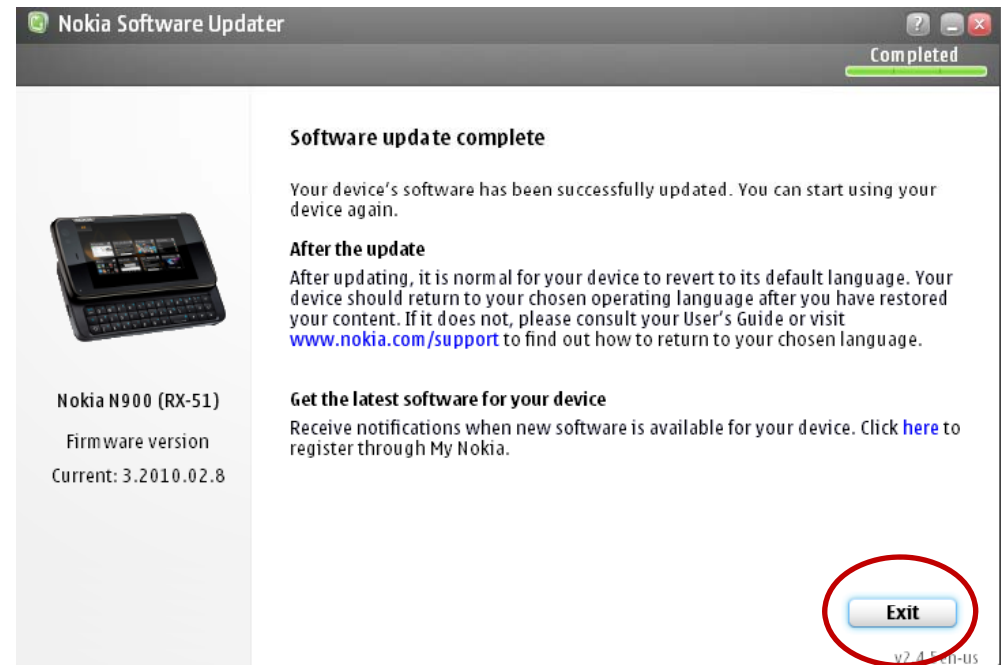 Nokia Software Updater
Completed
Software update complete
Your device's software has been successfully updated. You can start using your
device again.
After the update
After updating, it is normal for your device to revert to its default language. Your
device should return to your chosen operating language after you have restored
your content. If it does not, please consult your User's Guide or visit
www.nokia.com/support to find out how to return to your chosen language.
Nokia N900 (RX-51)
Firmware version
Current: 3.2010.02.8
Get the latest software for your device
Receive notifications when new software is available for your device. Click here to
register through My Nokia.
Exit
en-us